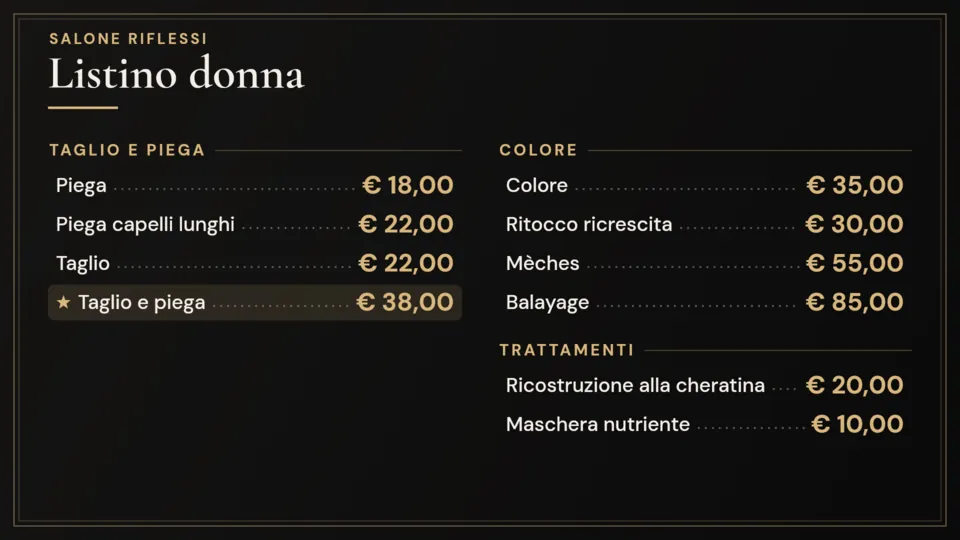 SALONE RIFLESSI
Listino donna
TAGLIO E PIEGA
Piega € 18,00
Piega capelli lunghi € 22,00
Taglio € 22,00
★ Taglio e piega € 38,00
COLORE
Colore € 35,00
Ritocco ricrescita € 30,00
Mèches € 55,00
Balayage € 85,00
TRATTAMENTI
Ricostruzione alla cheratina € 20,00
Maschera nutriente € 10,00